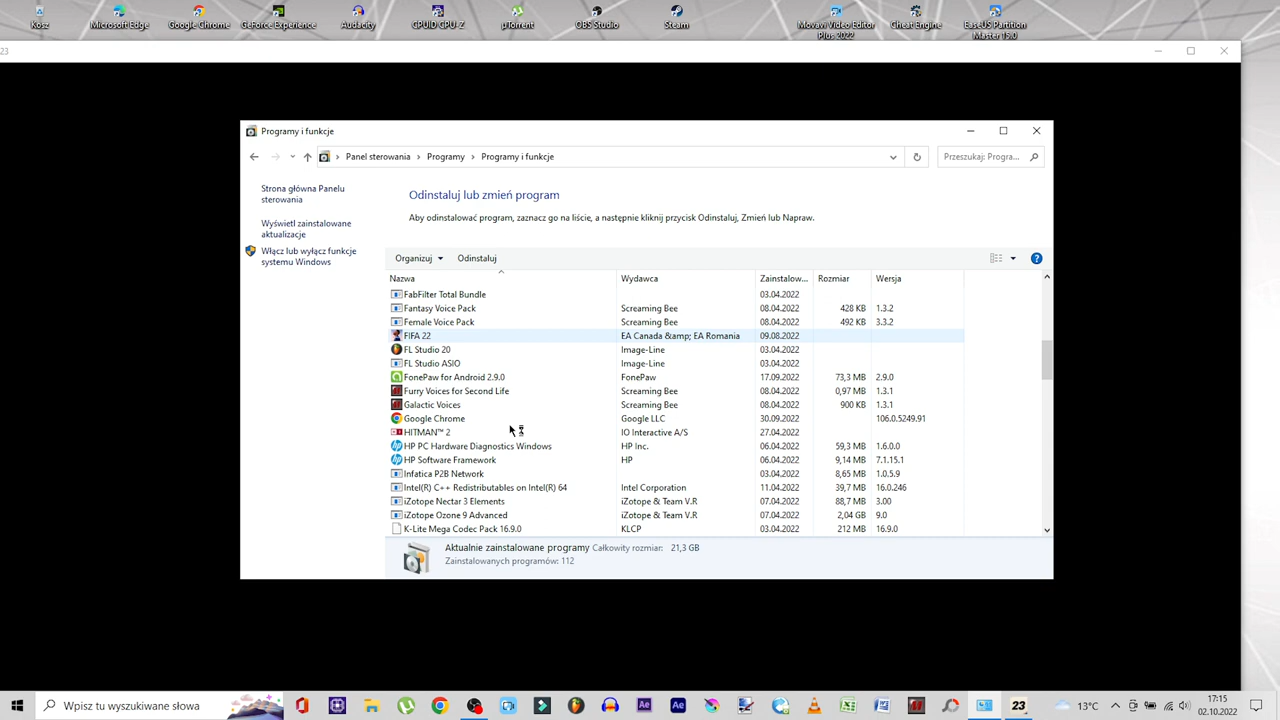 Kosz
Microsoft Edge
Google Chrome
GeForce Experience
Audacity
CPUID CPU-Z
µTorrent
OBS Studio
Steam
Movavi Video Editor Plus 2022
Cheat Engine
EaseUS Partition Master 15.0
23
Programy i funkcje
Panel sterowania > Programy > Programy i funkcje
Przeszukaj: Progra...
Strona główna Panelu
sterowania
Wyświetl zainstalowane
aktualizacje
Włącz lub wyłącz funkcje
systemu Windows
Odinstaluj lub zmień program
Aby odinstalować program, zaznacz go na liście, a następnie kliknij przycisk Odinstaluj, Zmień lub Napraw.
Organizuj Odinstaluj
Nazwa Wydawca Zainstalow... Rozmiar Wersja
FabFilter Total Bundle 03.04.2022
Fantasy Voice Pack Screaming Bee 08.04.2022 428 KB 1.3.2
Female Voice Pack Screaming Bee 08.04.2022 492 KB 3.3.2
FIFA 22 EA Canada &amp; EA Romania 09.08.2022
FL Studio 20 Image-Line 03.04.2022
FL Studio ASIO Image-Line 03.04.2022
FonePaw for Android 2.9.0 FonePaw 17.09.2022 73,3 MB 2.9.0
Furry Voices for Second Life Screaming Bee 08.04.2022 0,97 MB 1.3.1
Galactic Voices Screaming Bee 08.04.2022 900 KB 1.3.1
Google Chrome Google LLC 30.09.2022 106.0.5249.91
HITMAN™ 2 IO Interactive A/S 27.04.2022
HP PC Hardware Diagnostics Windows HP Inc. 06.04.2022 59,3 MB 1.6.0.0
HP Software Framework HP 06.04.2022 9,14 MB 7.1.15.1
Infatica P2B Network 03.04.2022 8,65 MB 1.0.5.9
Intel(R) C++ Redistributables on Intel(R) 64 Intel Corporation 11.04.2022 39,7 MB 16.0.246
iZotope Nectar 3 Elements iZotope & Team V.R 07.04.2022 88,7 MB 3.00
iZotope Ozone 9 Advanced iZotope & Team V.R 07.04.2022 2,04 GB 9.0
K-Lite Mega Codec Pack 16.9.0 KLCP 03.04.2022 212 MB 16.9.0
Aktualnie zainstalowane programy Całkowity rozmiar: 21,3 GB
Zainstalowanych programów: 112
Wpisz tu wyszukiwane słowa
Ae
Ae
23
13°C
17:15
02.10.2022